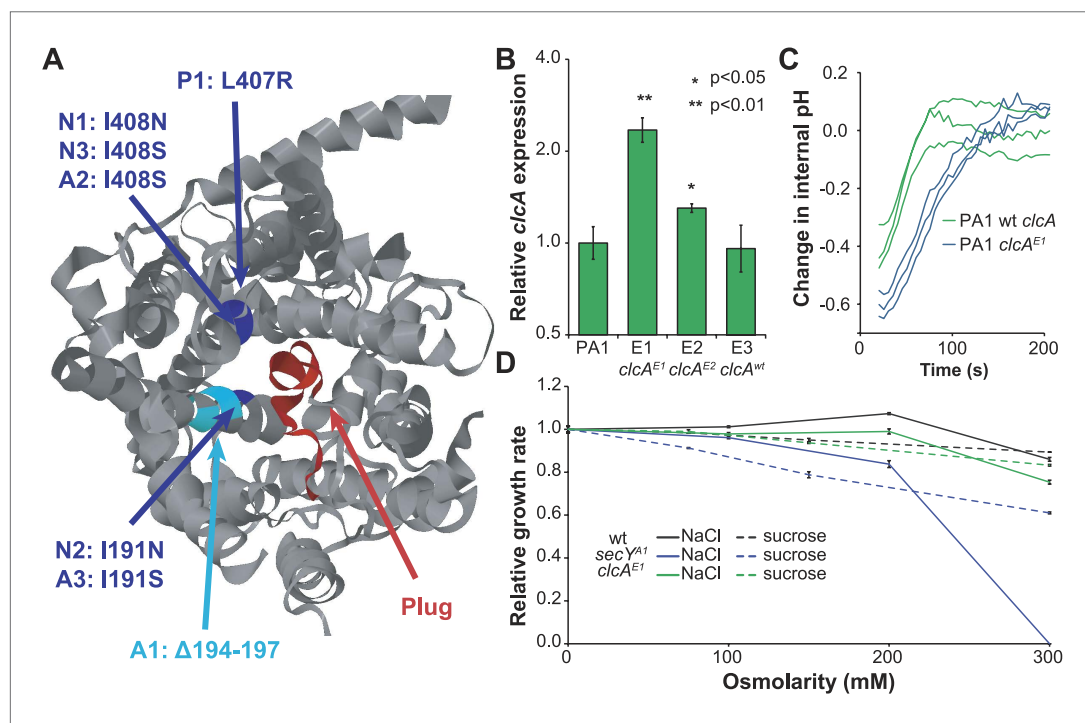 A
P1: L407R
N1: I408N
N3: I408S
A2: I408S
N2: I191N
A3: I191S
A1: Δ194-197
Plug
B
Relative clcA expression
4.0
2.0
1.0
0.5
* p<0.05
** p<0.01
**
*
PA1 E1 E2 E3
clcA^E1 clcA^E2 clcA^wt
C
Change in internal pH
0.2
0.0
-0.2
-0.4
-0.6
PA1 wt clcA
PA1 clcA^E1
0 100 200
Time (s)
D
Relative growth rate
1.2
1.0
0.8
0.6
0.4
0.2
0.0
wt NaCl sucrose
secY^A1 NaCl sucrose
clcA^E1 NaCl sucrose
0 100 200 300
Osmolarity (mM)